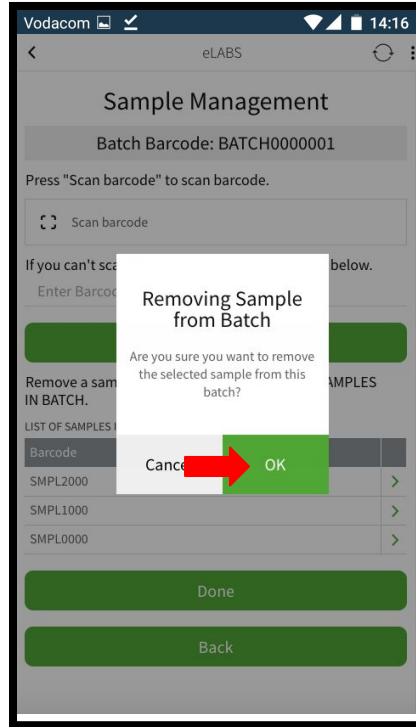 Vodacom 14:16
eLABS
Sample Management
Batch Barcode: BATCH0000001
Press "Scan barcode" to scan barcode.
Scan barcode
If you can't sca below.
Enter Barcod
Removing Sample
from Batch
Are you sure you want to remove
the selected sample from this
batch?
Remove a sam AMPLES
IN BATCH.
LIST OF SAMPLES
Barcode
Cance OK
SMPL2000
SMPL1000
SMPL0000
Done
Back